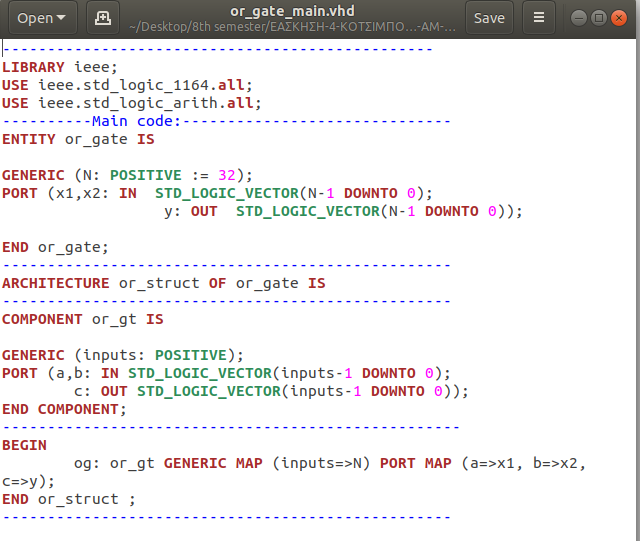 Open
or_gate_main.vhd
~/Desktop/8th semester/ΕΑΣΚΗΣΗ-4-ΚΟΤΣΙΜΠΟ...-ΑΜ-...
Save
------------------------------------------------
LIBRARY ieee;
USE ieee.std_logic_1164.all;
USE ieee.std_logic_arith.all;
----------Main code:------------------------------
ENTITY or_gate IS
GENERIC (N: POSITIVE := 32);
PORT (x1,x2: IN  STD_LOGIC_VECTOR(N-1 DOWNTO 0);
y: OUT  STD_LOGIC_VECTOR(N-1 DOWNTO 0));
END or_gate;
--------------------------------------------------
ARCHITECTURE or_struct OF or_gate IS
--------------------------------------------------
COMPONENT or_gt IS
GENERIC (inputs: POSITIVE);
PORT (a,b: IN STD_LOGIC_VECTOR(inputs-1 DOWNTO 0);
c: OUT STD_LOGIC_VECTOR(inputs-1 DOWNTO 0));
END COMPONENT;
---------------------------------------------------
BEGIN
og: or_gt GENERIC MAP (inputs=>N) PORT MAP (a=>x1, b=>x2,
c=>y);
END or_struct ;
--------------------------------------------------